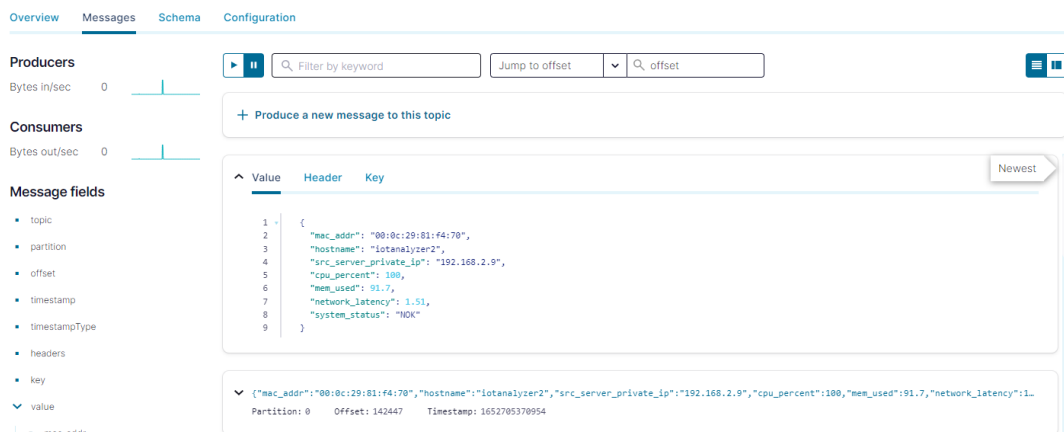 Overview Messages Schema Configuration
Producers
Bytes in/sec 0
Consumers
Bytes out/sec 0
Message fields
topic
partition
offset
timestamp
timestampType
headers
key
value
Filter by keyword
Jump to offset
offset
+ Produce a new message to this topic
Newest
Value Header Key
1 {
2 "mac_addr": "00:0c:29:81:f4:70",
3 "hostname": "iotanalyzer2",
4 "src_server_private_ip": "192.168.2.9",
5 "cpu_percent": 100,
6 "mem_used": 91.7,
7 "network_latency": 1.51,
8 "system_status": "NOK"
9 }
{"mac_addr":"00:0c:29:81:f4:70","hostname":"iotanalyzer2","src_server_private_ip":"192.168.2.9","cpu_percent":100,"mem_used":91.7,"network_latency":1...
Partition: 0 Offset: 142447 Timestamp: 1652705370954